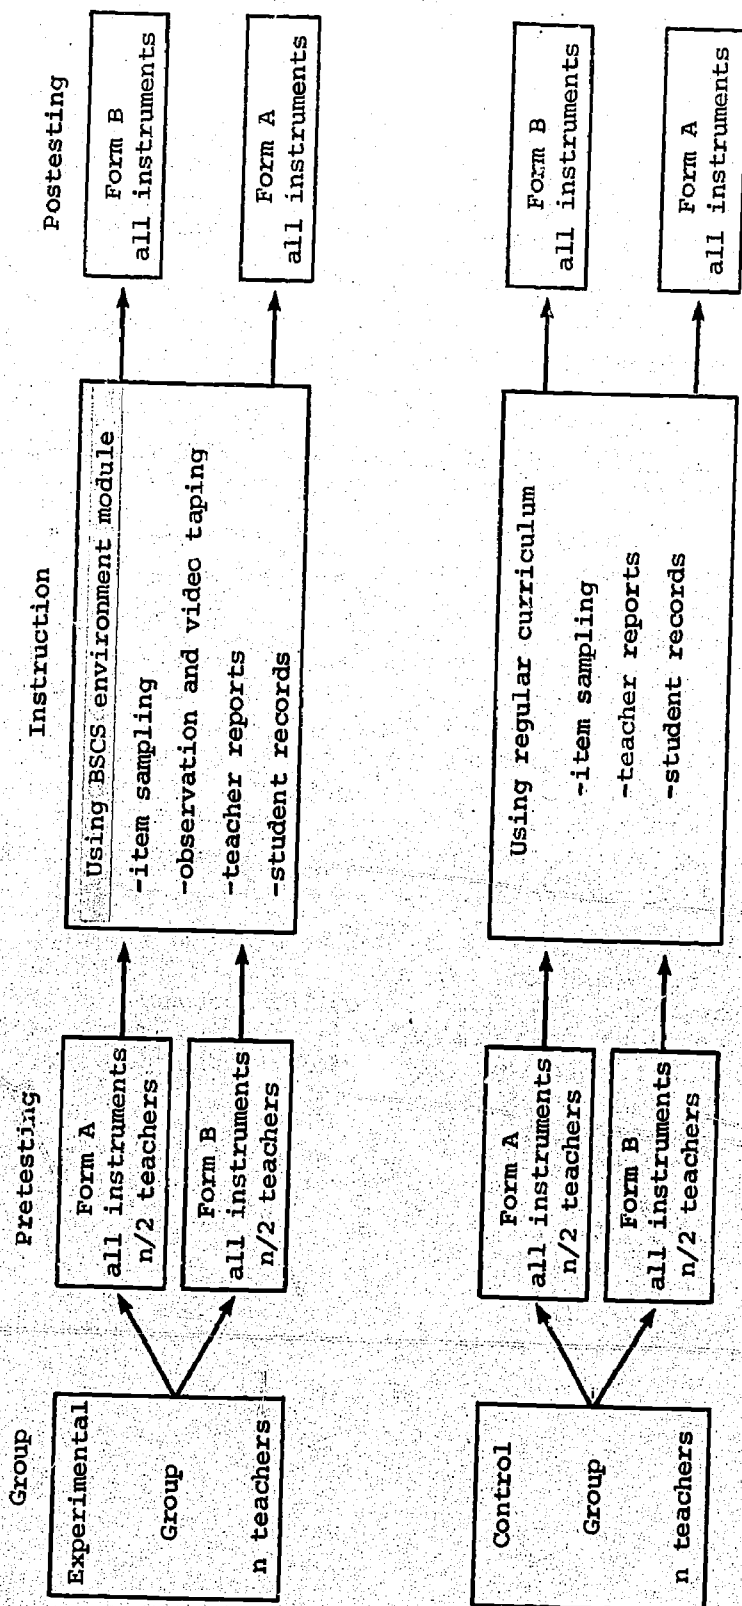 Group
Pretesting
Instruction
Postesting
Experimental
Group
n teachers
Form A
all instruments
n/2 teachers
Form B
all instruments
n/2 teachers
Using BSCS environment module
-item sampling
-observation and video taping
-teacher reports
-student records
Form B
all instruments
Form A
all instruments
Control
Group
n teachers
Form A
all instruments
n/2 teachers
Form B
all instruments
n/2 teachers
Using regular curriculum
-item sampling
-teacher reports
-student records
Form B
all instruments
Form A
all instruments